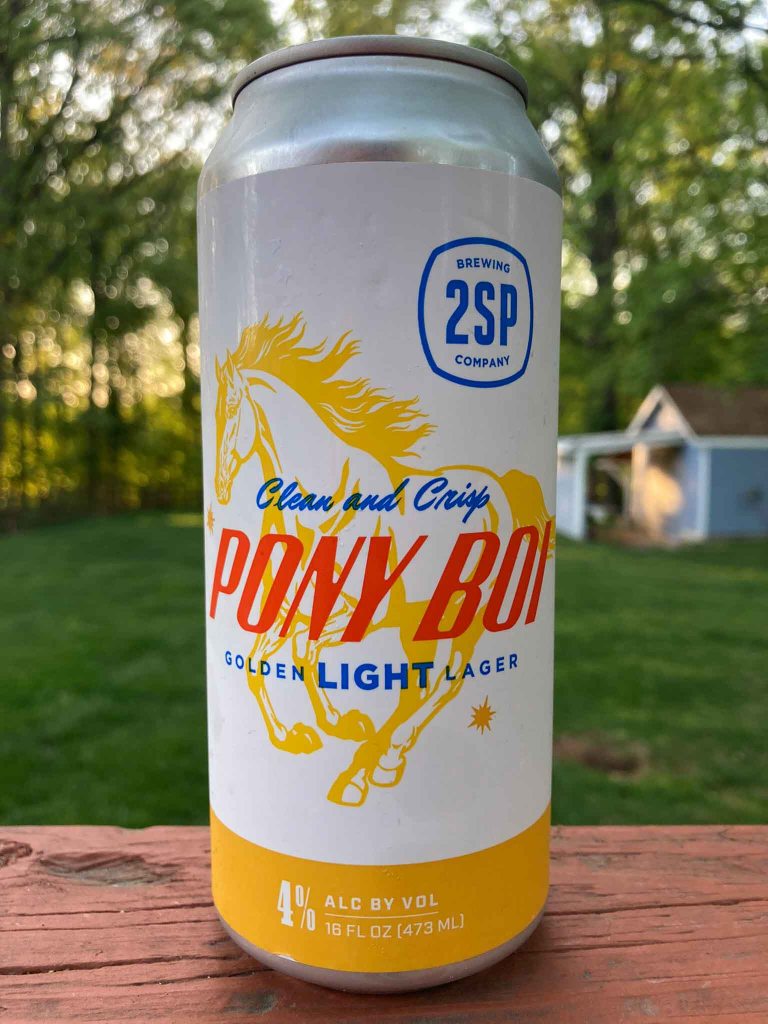 BREWING
2SP
COMPANY
Clean and Crisp
PONY BOI
GOLDEN LIGHT LAGER
4% ALC BY VOL
16 FL OZ [473 ML]